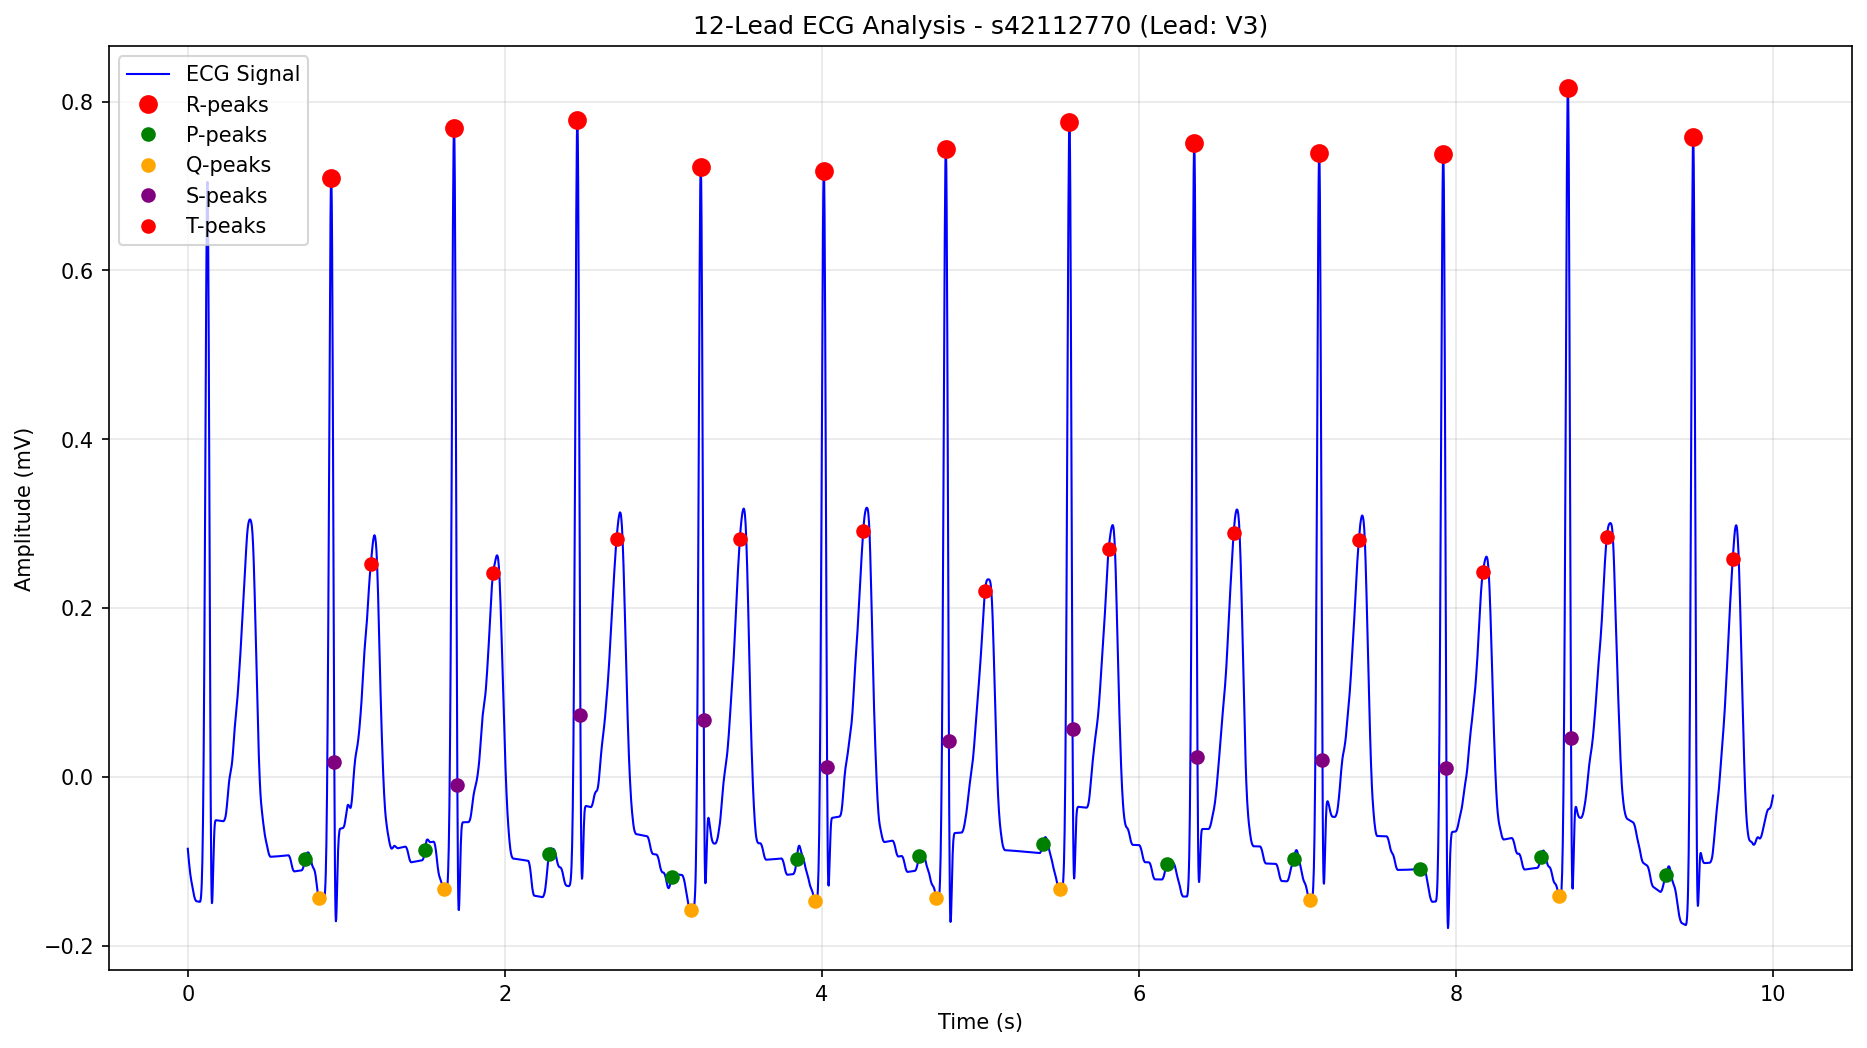 12-Lead ECG Analysis - s42112770 (Lead: V3)
ECG Signal
R-peaks
P-peaks
Q-peaks
S-peaks
T-peaks
Amplitude (mV)
0.8
0.6
0.4
0.2
0.0
−0.2
0 2 4 6 8 10
Time (s)